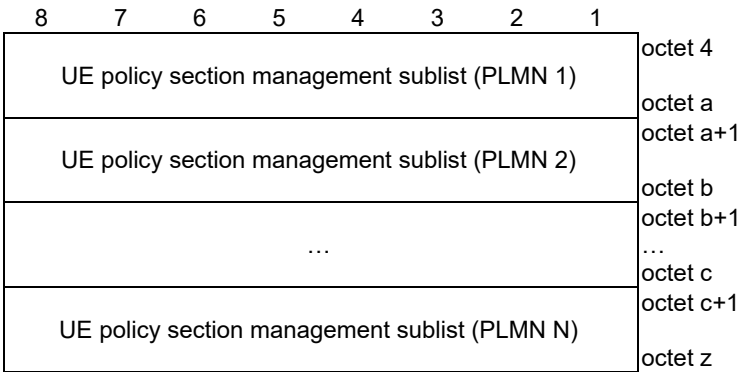 8 7 6 5 4 3 2 1
octet 4
UE policy section management sublist (PLMN 1)
octet a
octet a+1
UE policy section management sublist (PLMN 2)
octet b
octet b+1
… …
octet c
octet c+1
UE policy section management sublist (PLMN N)
octet z